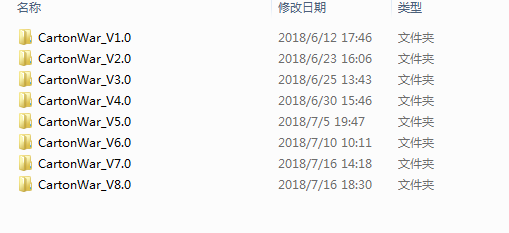 名称 修改日期 类型
CartonWar_V1.0 2018/6/12 17:46 文件夹
CartonWar_V2.0 2018/6/23 16:06 文件夹
CartonWar_V3.0 2018/6/25 13:43 文件夹
CartonWar_V4.0 2018/6/30 15:46 文件夹
CartonWar_V5.0 2018/7/5 19:47 文件夹
CartonWar_V6.0 2018/7/10 10:11 文件夹
CartonWar_V7.0 2018/7/16 14:18 文件夹
CartonWar_V8.0 2018/7/16 18:30 文件夹